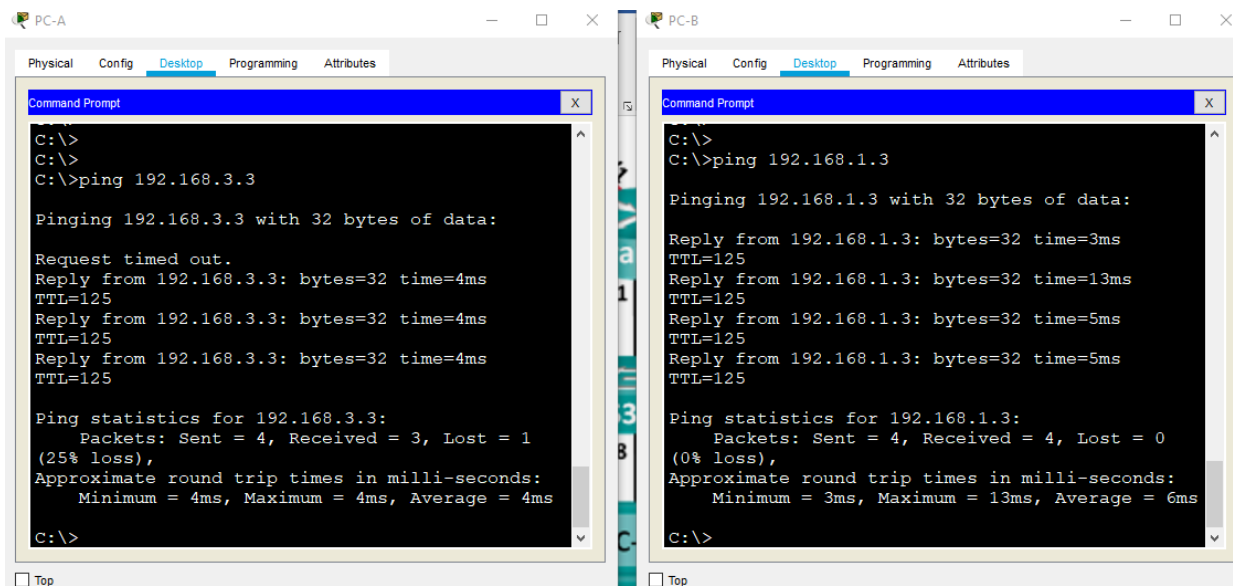 PC-A
Physical Config Desktop Programming Attributes
Command Prompt X
C:\>
C:\>
C:\>ping 192.168.3.3
Pinging 192.168.3.3 with 32 bytes of data:
Request timed out.
Reply from 192.168.3.3: bytes=32 time=4ms
TTL=125
Reply from 192.168.3.3: bytes=32 time=4ms
TTL=125
Reply from 192.168.3.3: bytes=32 time=4ms
TTL=125
Ping statistics for 192.168.3.3:
Packets: Sent = 4, Received = 3, Lost = 1
(25% loss),
Approximate round trip times in milli-seconds:
Minimum = 4ms, Maximum = 4ms, Average = 4ms
C:\>
Top
PC-B
Physical Config Desktop Programming Attributes
Command Prompt X
C:\>
C:\>ping 192.168.1.3
Pinging 192.168.1.3 with 32 bytes of data:
Reply from 192.168.1.3: bytes=32 time=3ms
TTL=125
Reply from 192.168.1.3: bytes=32 time=13ms
TTL=125
Reply from 192.168.1.3: bytes=32 time=5ms
TTL=125
Reply from 192.168.1.3: bytes=32 time=5ms
TTL=125
Ping statistics for 192.168.1.3:
Packets: Sent = 4, Received = 4, Lost = 0
(0% loss),
Approximate round trip times in milli-seconds:
Minimum = 3ms, Maximum = 13ms, Average = 6ms
C:\>
Top